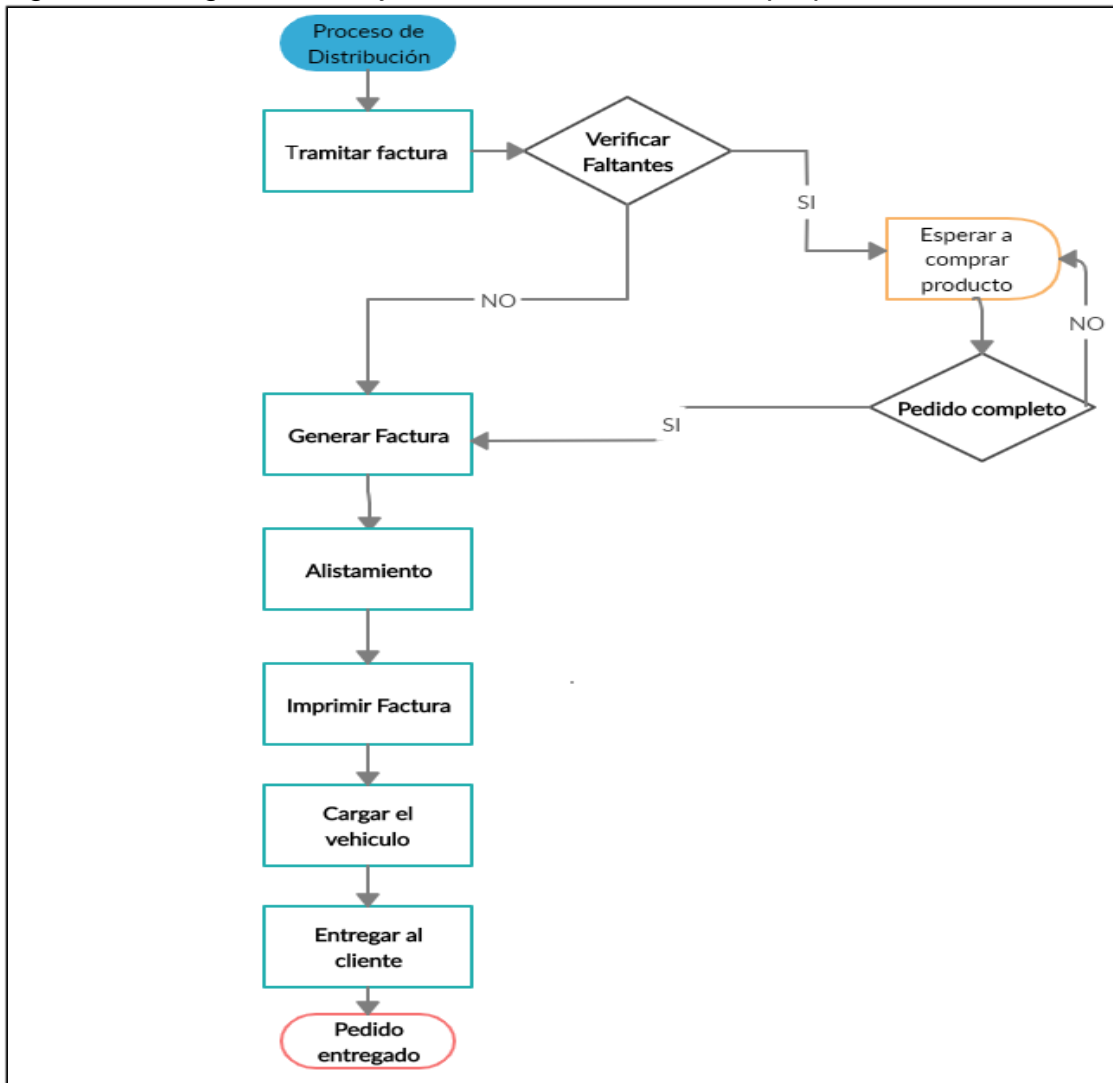 Proceso de
Distribución
Tramitar factura
Verificar
Faltantes
SI
Esperar a
comprar
producto
NO
NO
Pedido completo
SI
Generar Factura
Alistamiento
Imprimir Factura
Cargar el
vehiculo
Entregar al
cliente
Pedido
entregado